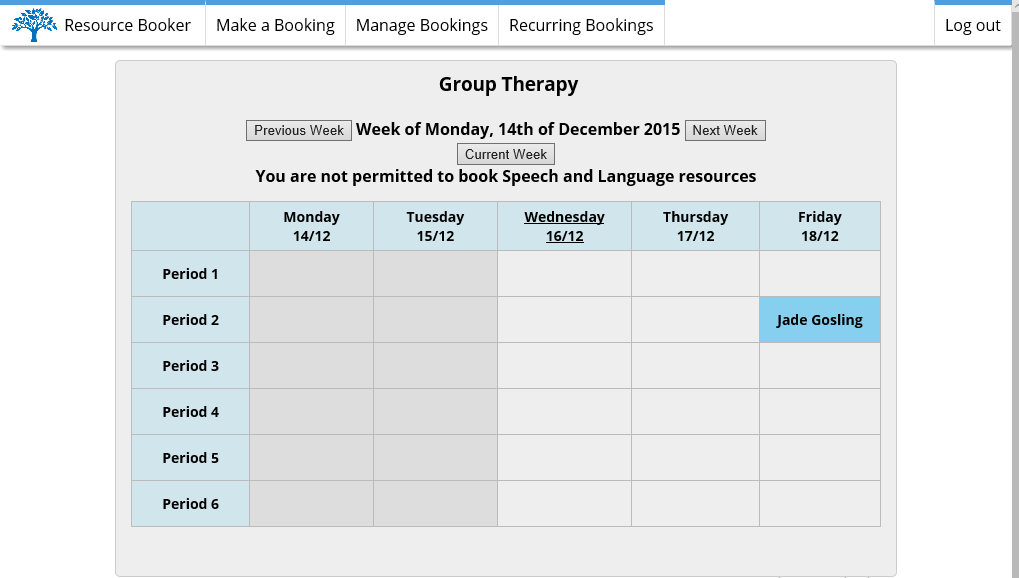 Resource Booker Make a Booking Manage Bookings Recurring Bookings Log out
Group Therapy
Previous Week Week of Monday, 14th of December 2015 Next Week
Current Week
You are not permitted to book Speech and Language resources
Monday Tuesday Wednesday Thursday Friday
14/12 15/12 16/12 17/12 18/12
Period 1
Period 2 Jade Gosling
Period 3
Period 4
Period 5
Period 6